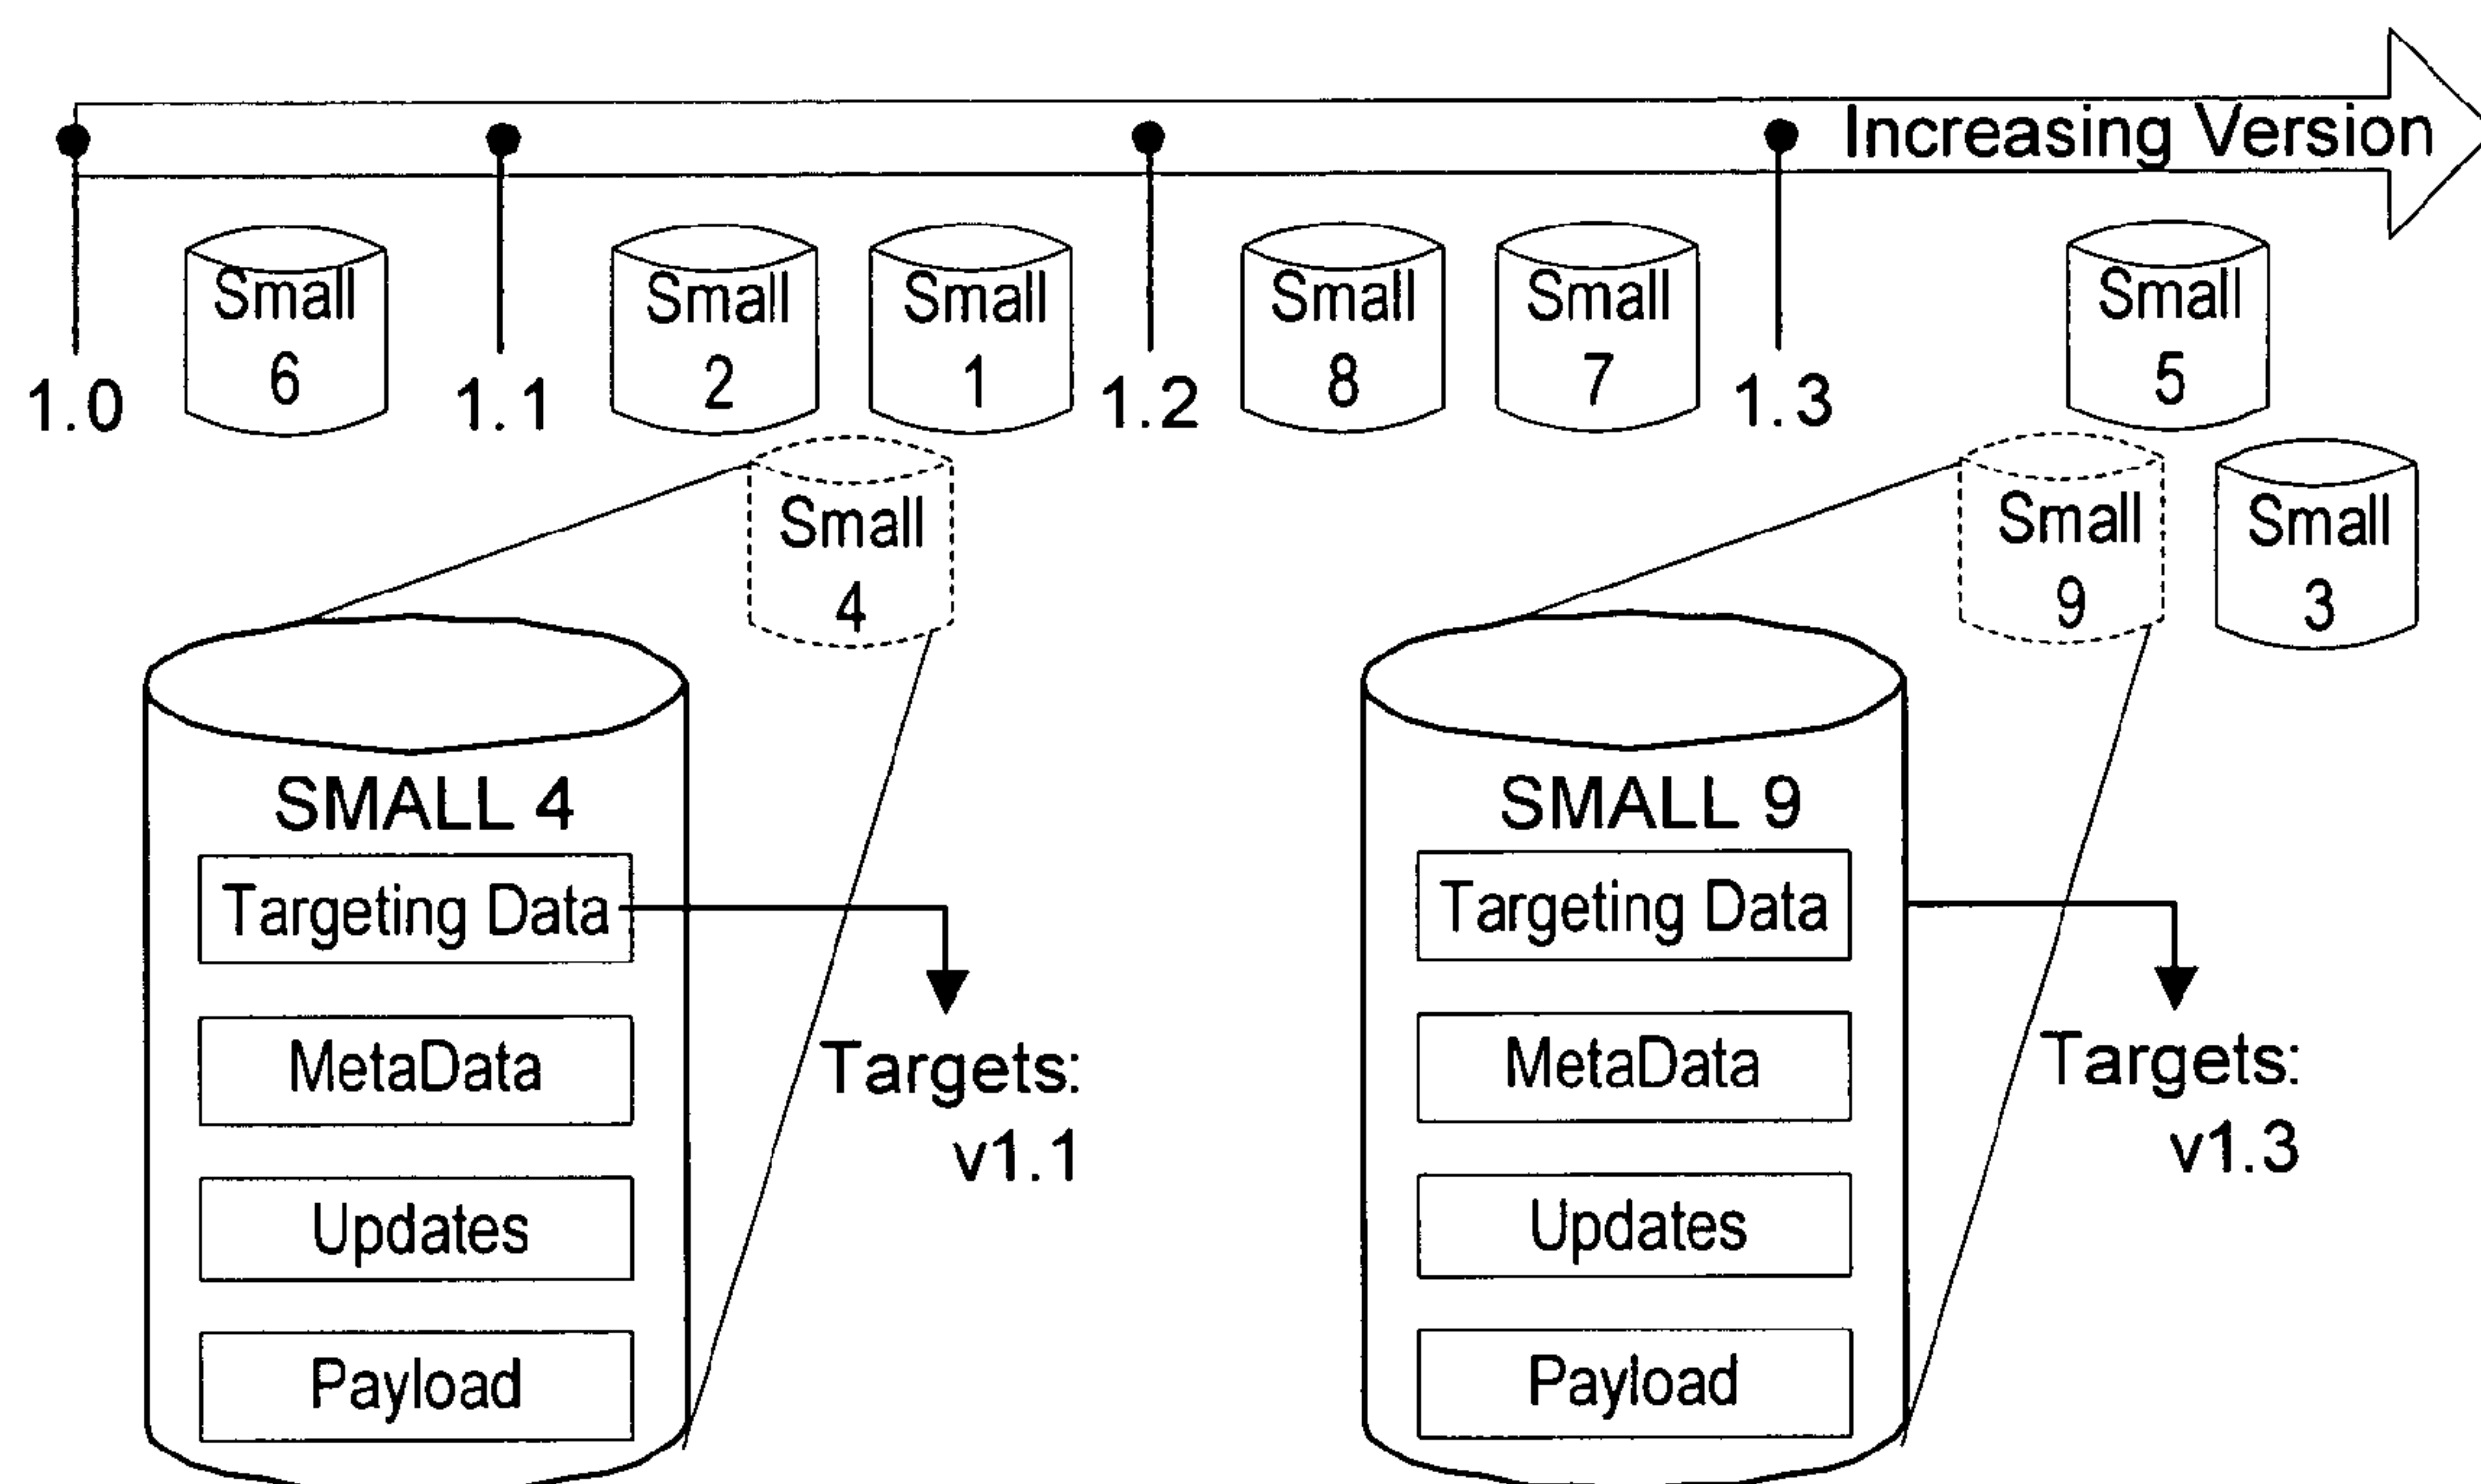 Increasing Version
1.0
Small
6
1.1
Small
2
Small
1
1.2
Small
8
Small
7
1.3
Small
5
Small
4
Small
9
Small
3
SMALL 4
Targeting Data
MetaData
Updates
Payload
Targets:
v1.1
SMALL 9
Targeting Data
MetaData
Updates
Payload
Targets:
v1.3